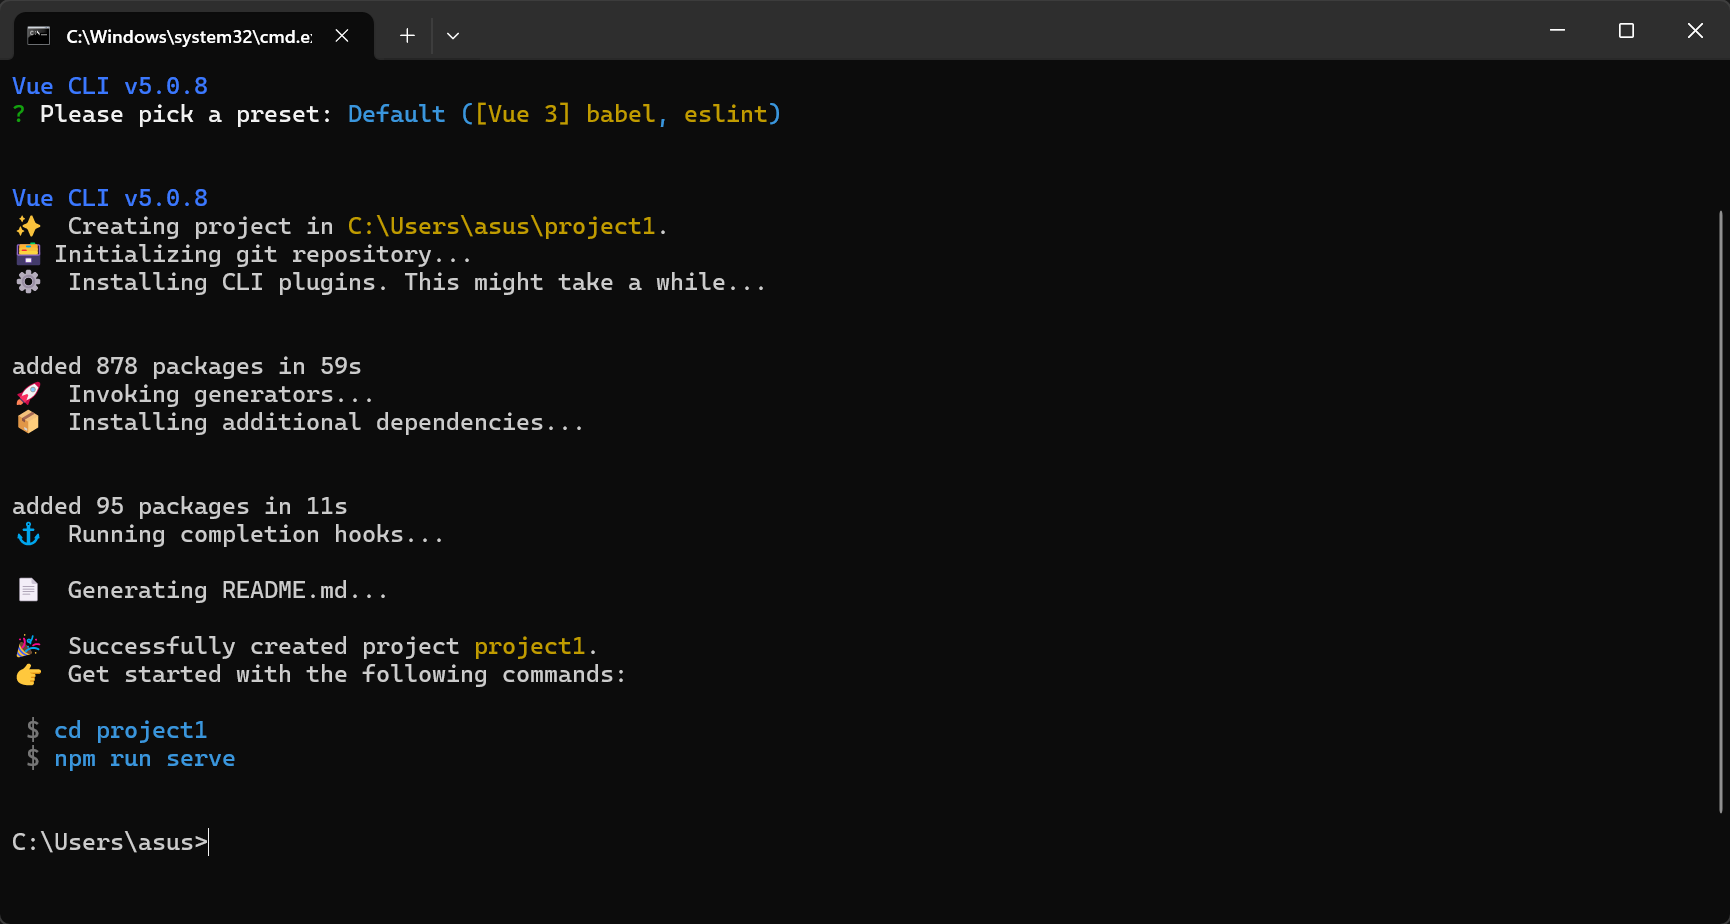 C:\Windows\system32\cmd.e
Vue CLI v5.0.8
? Please pick a preset: Default ([Vue 3] babel, eslint)
Vue CLI v5.0.8
✨  Creating project in C:\Users\asus\project1.
🗃 Initializing git repository...
⚙  Installing CLI plugins. This might take a while...
added 878 packages in 59s
🚀  Invoking generators...
📦  Installing additional dependencies...
added 95 packages in 11s
⚓  Running completion hooks...
📄  Generating README.md...
🎉  Successfully created project project1.
👉  Get started with the following commands:
$ cd project1
$ npm run serve
C:\Users\asus>